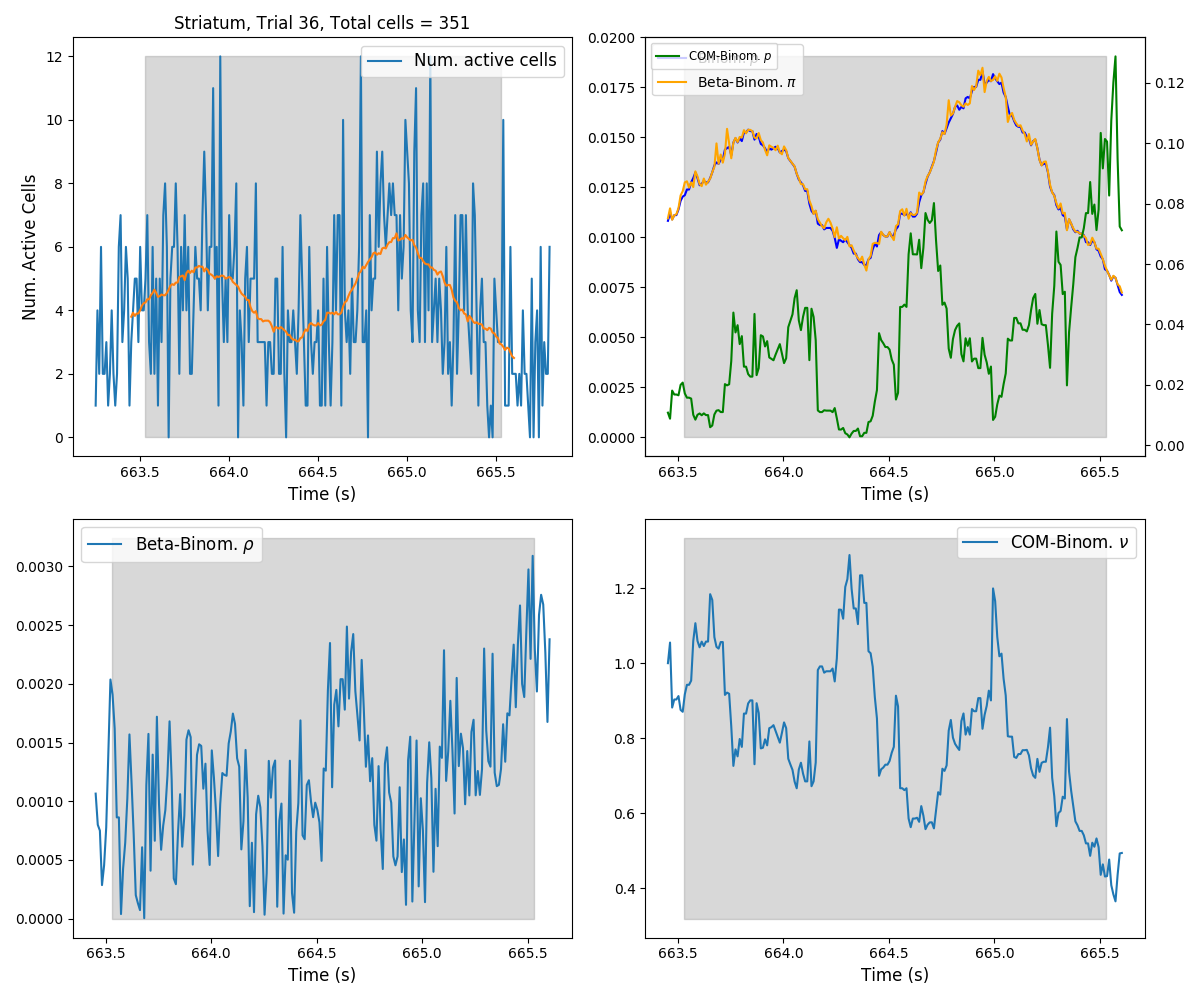 Striatum, Trial 36, Total cells = 351
Num. active cells
Num. Active Cells
12
10
8
6
4
2
0
663.5 664.0 664.5 665.0 665.5
Time (s)
COM-Binom. p
Beta-Binom. π
0.0200
0.0175
0.0150
0.0125
0.0100
0.0075
0.0050
0.0025
0.0000
0.12
0.10
0.08
0.06
0.04
0.02
0.00
663.5 664.0 664.5 665.0 665.5
Time (s)
Beta-Binom. ρ
0.0030
0.0025
0.0020
0.0015
0.0010
0.0005
0.0000
663.5 664.0 664.5 665.0 665.5
Time (s)
COM-Binom. ν
1.2
1.0
0.8
0.6
0.4
663.5 664.0 664.5 665.0 665.5
Time (s)